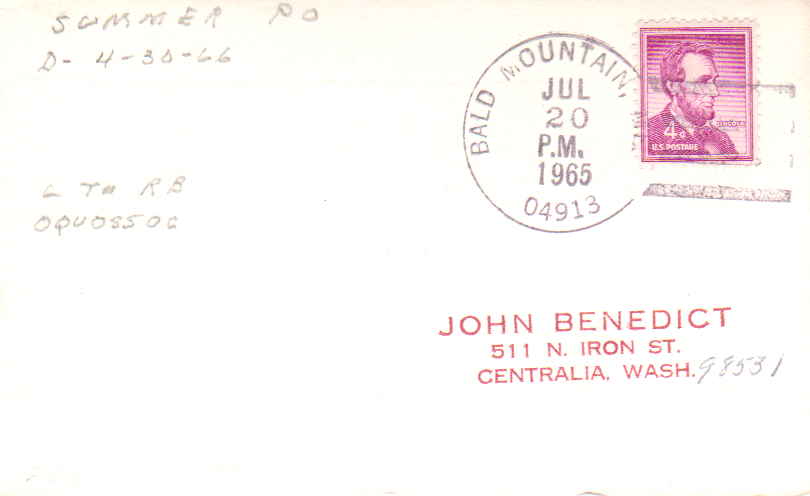 SUMMER PO
D- 4-30-66
BALD MOUNTAIN,
JUL
20
P.M.
1965
04913
LINCOLN
4¢
U.S. POSTAGE
C TO RB
OQUOSSOC
JOHN BENEDICT
511 N. IRON ST.
CENTRALIA, WASH. 98531